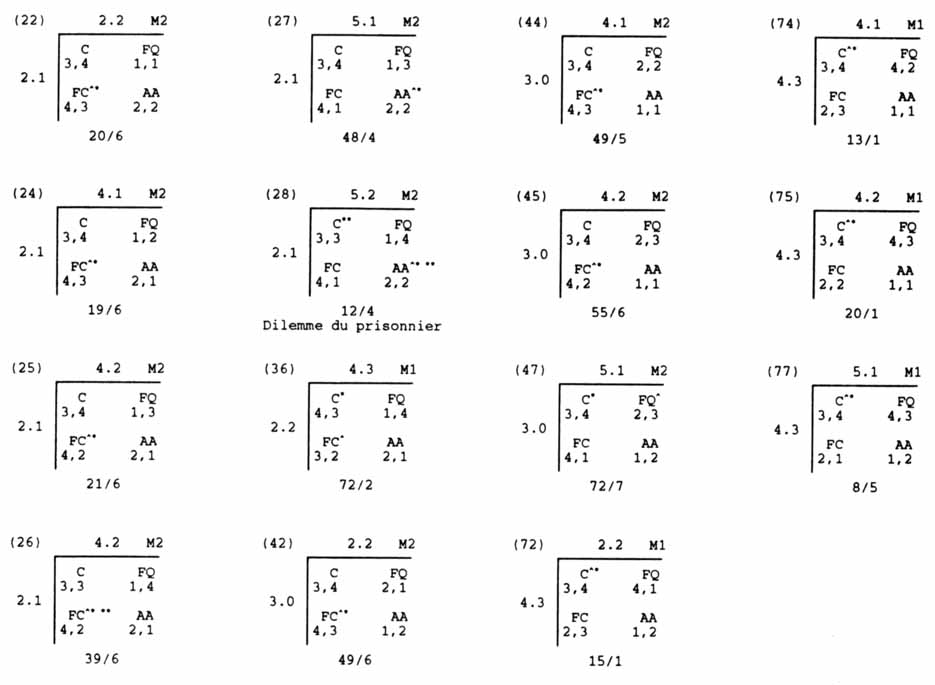 (22) 2.2 M2
C FQ
3,4 1,1
2.1
FC^* AA
4,3 2,2
20/6
(27) 5.1 M2
C FQ
3,4 1,3
2.1
FC AA^*
4,1 2,2
48/4
(44) 4.1 M2
C FQ
3,4 2,2
3.0
FC^* AA
4,3 1,1
49/5
(74) 4.1 M1
C^* FQ
3,4 4,2
4.3
FC AA
2,3 1,1
13/1
(24) 4.1 M2
C FQ
3,4 1,2
2.1
FC^* AA
4,3 2,1
19/6
(28) 5.2 M2
C** FQ
3,3 1,4
2.1
FC AA^* **
4,1 2,2
12/4
Dilemme du prisonnier
(45) 4.2 M2
C FQ
3,4 2,3
3.0
FC^* AA
4,2 1,1
55/6
(75) 4.2 M1
C^* FQ
3,4 4,3
4.3
FC AA
2,2 1,1
20/1
(25) 4.2 M2
C FQ
3,4 1,3
2.1
FC^* AA
4,2 2,1
21/6
(36) 4.3 M1
C* FQ
4,3 1,4
2.2
FC^ AA
3,2 2,1
72/2
(47) 5.1 M2
C* FQ^
3,4 2,3
3.0
FC AA
4,1 1,2
72/7
(77) 5.1 M1
C^* FQ
3,4 4,3
4.3
FC AA
2,1 1,2
8/5
(26) 4.2 M2
C FQ
3,3 1,4
2.1
FC^* ** AA
4,2 2,1
39/6
(42) 2.2 M2
C FQ
3,4 2,1
3.0
FC^* AA
4,3 1,2
49/6
(72) 2.2 M1
C^* FQ
3,4 4,1
4.3
FC AA
2,3 1,2
15/1